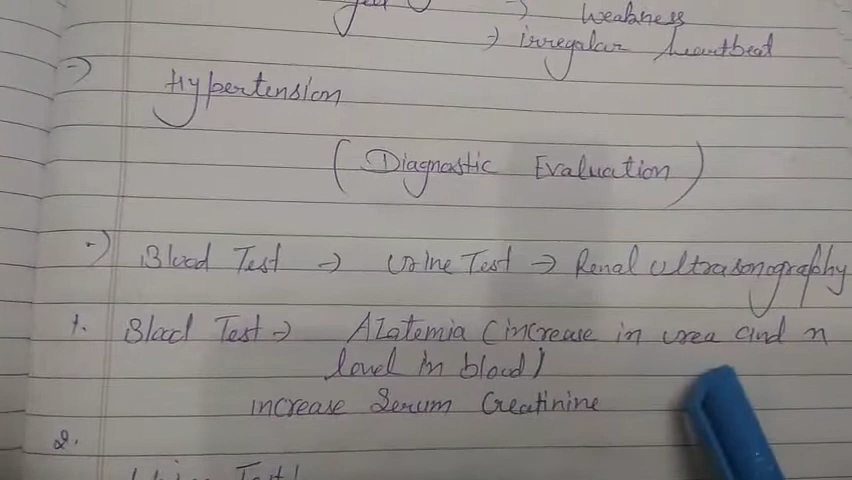 → Weakness
→ irregular heartbeat
→ Hypertension
(Diagnostic Evaluation)
→) Blood Test → Urine Test → Renal ultrasonography
1. Blood Test → Azatemia (increase in urea and n
level in blood)
increase Serum Creatinine
2.